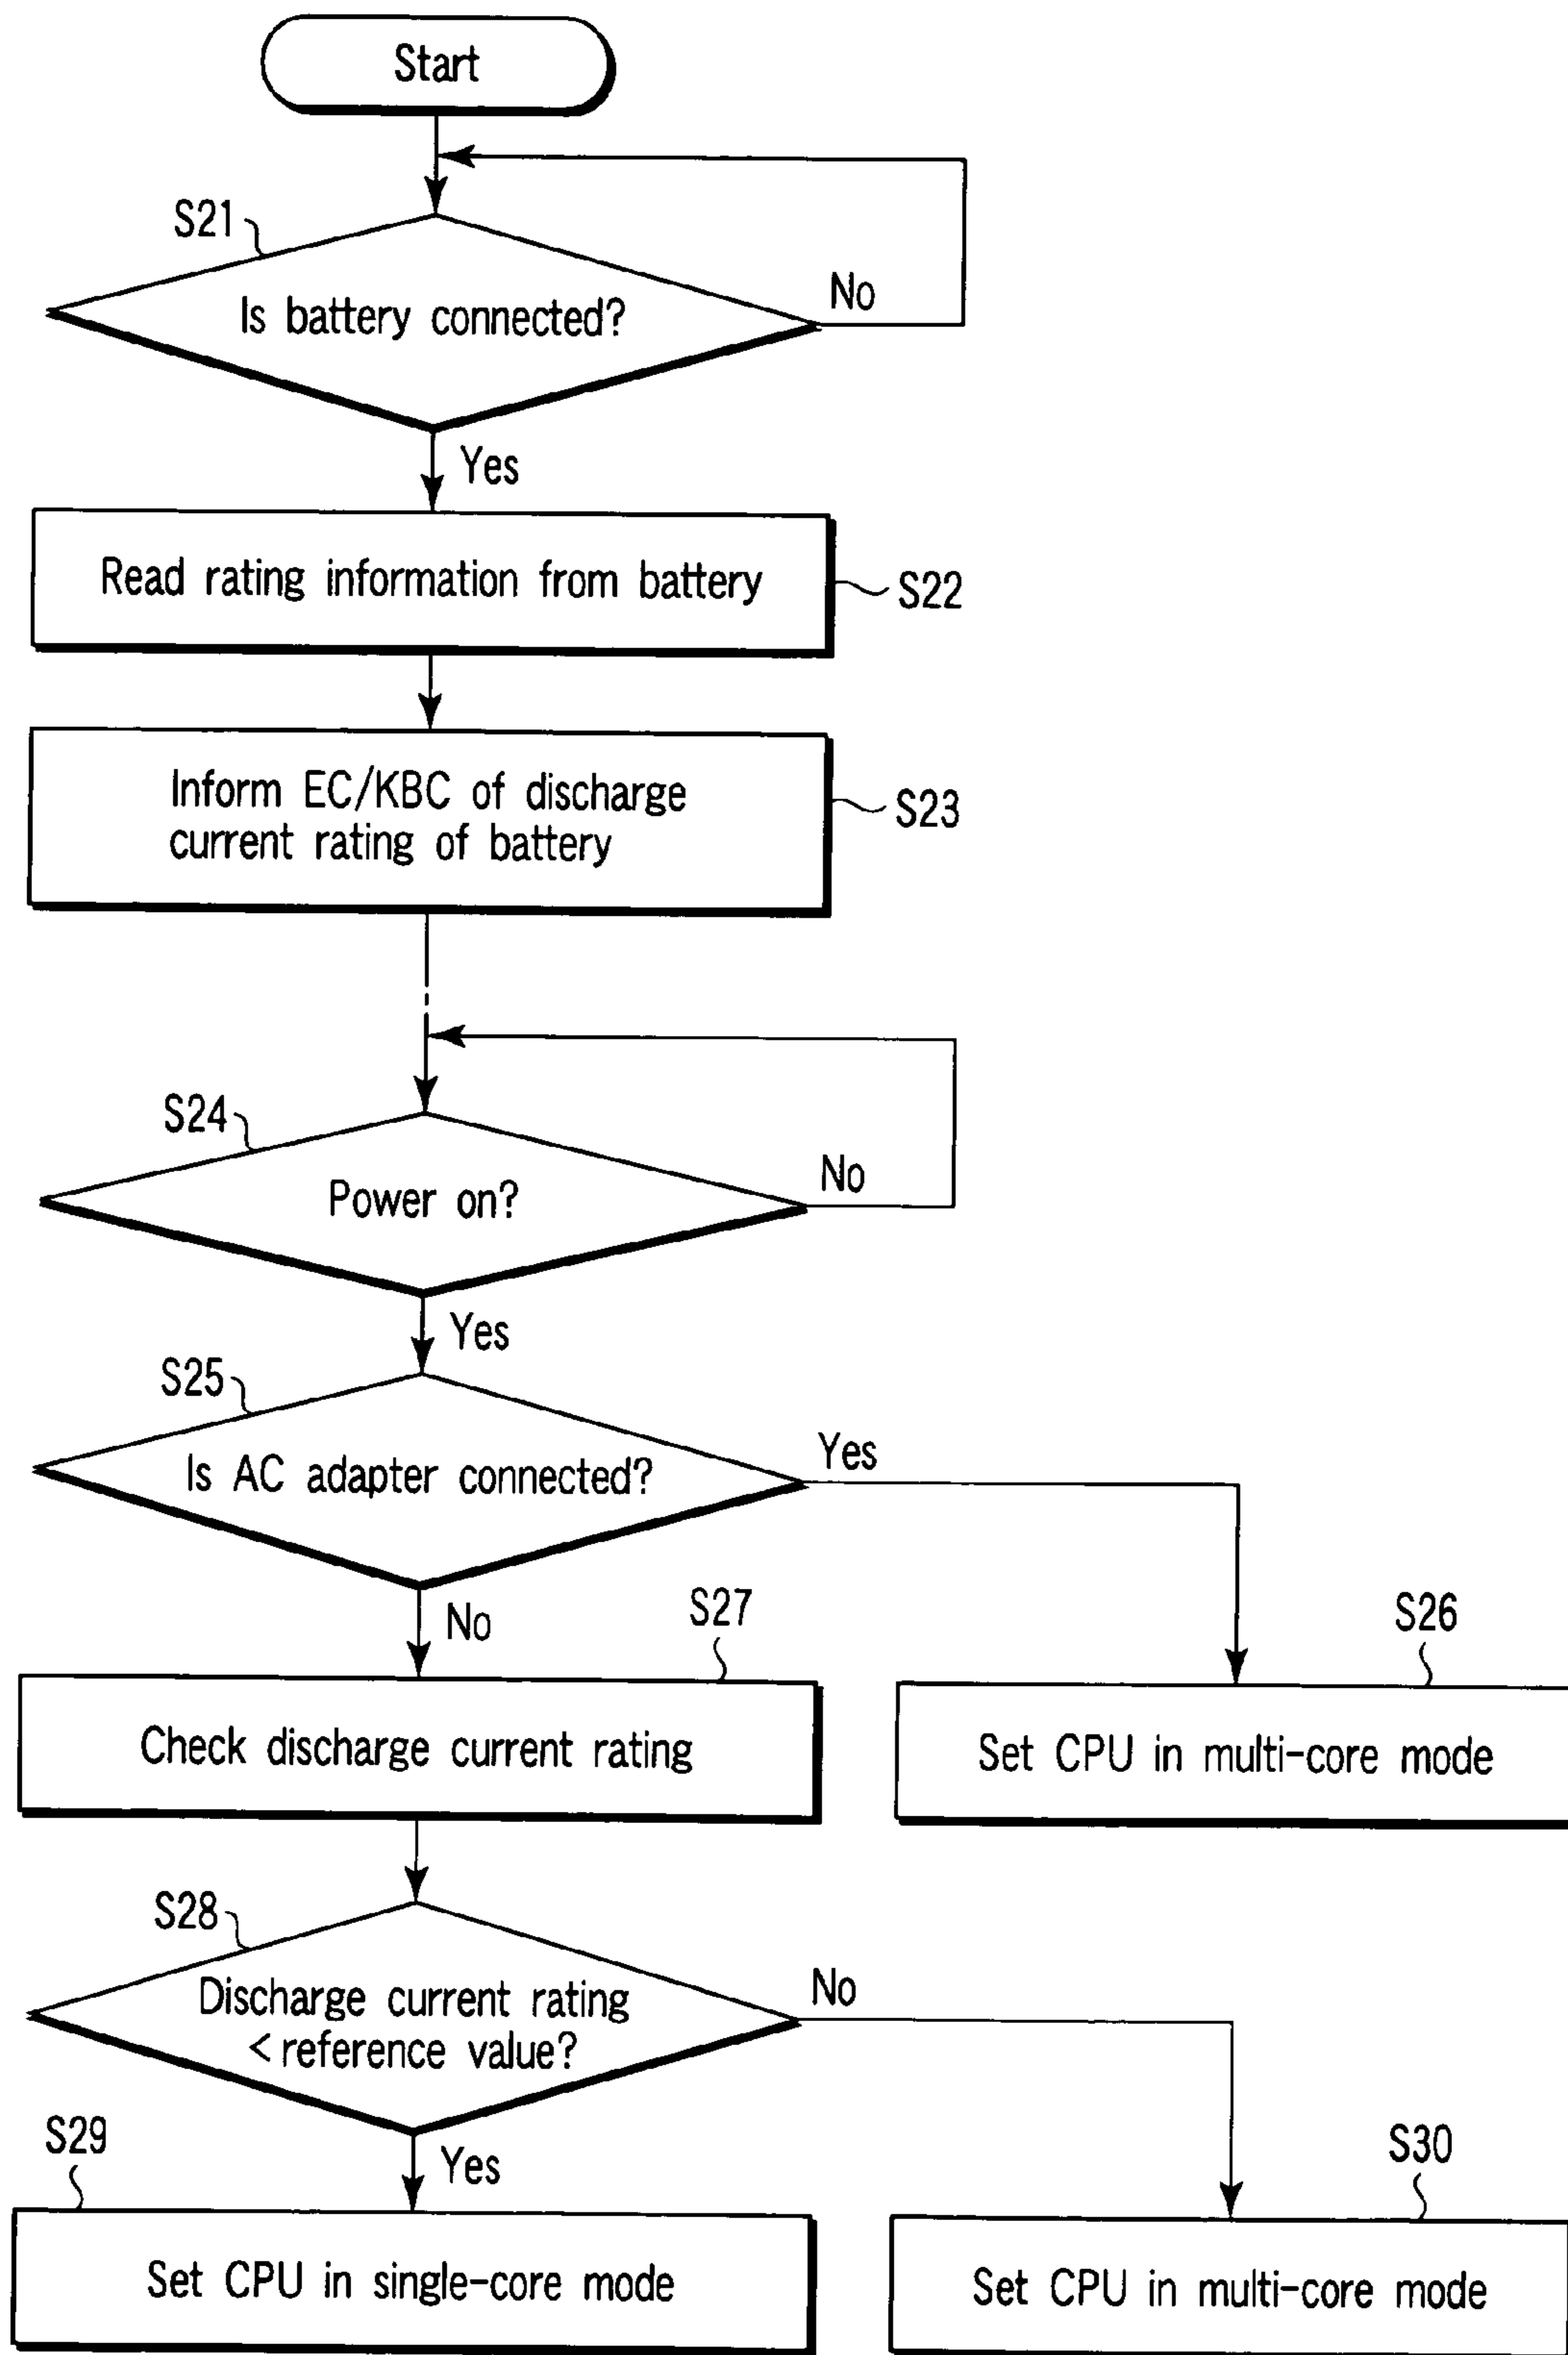 Start
S21
Is battery connected?
No
Yes
Read rating information from battery
S22
Inform EC/KBC of discharge
current rating of battery
S23
S24
Power on?
No
Yes
S25
Is AC adapter connected?
Yes
No
S27
S26
Check discharge current rating
Set CPU in multi-core mode
S28
Discharge current rating
< reference value?
No
Yes
S29
S30
Set CPU in single-core mode
Set CPU in multi-core mode